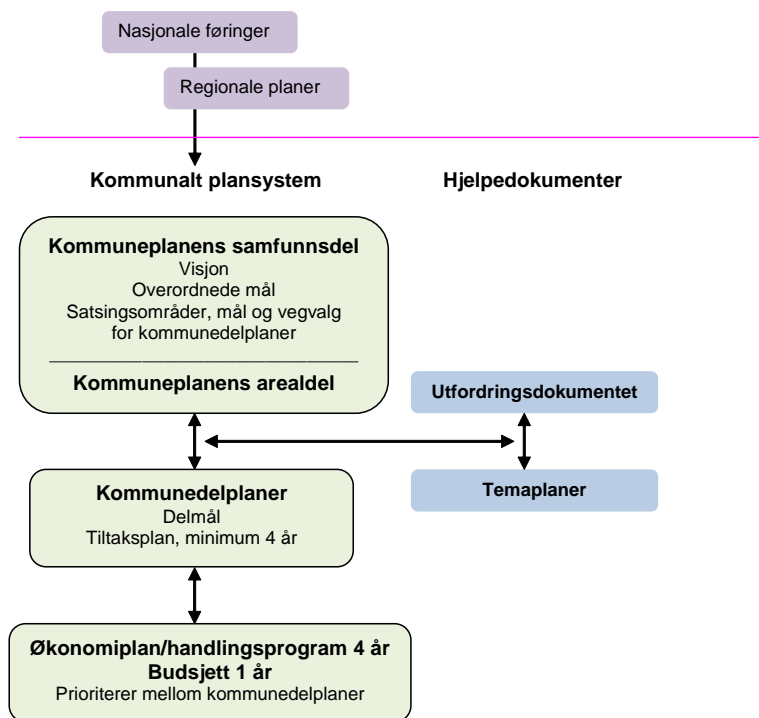 Nasjonale føringer
Regionale planer
Kommunalt plansystem
Hjelpedokumenter
Kommuneplanens samfunnsdel
Visjon
Overordnede mål
Satsingsområder, mål og vegvalg
for kommunedelplaner
Kommuneplanens arealdel
Utfordringsdokumentet
Kommunedelplaner
Delmål
Tiltaksplan, minimum 4 år
Temaplaner
Økonomiplan/handlingsprogram 4 år
Budsjett 1 år
Prioriterer mellom kommunedelplaner